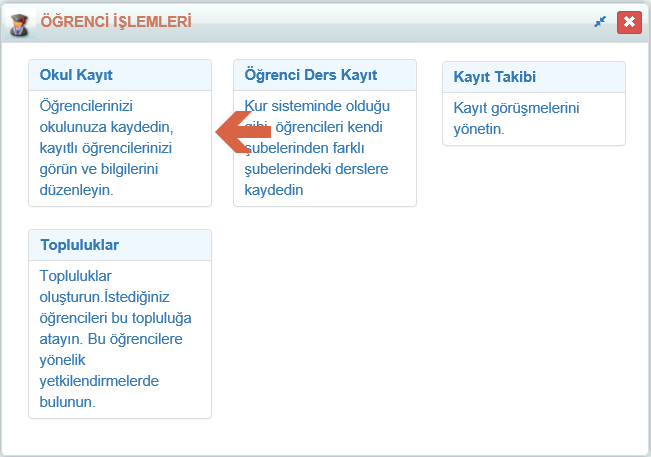 ÖĞRENCİ İŞLEMLERİ
Okul Kayıt
Öğrencilerinizi
okulunuza kaydedin,
kayıtlı öğrencilerinizi
görün ve bilgilerini
düzenleyin.
Öğrenci Ders Kayıt
Kur sisteminde olduğu
gibi, öğrencileri kendi
şubelerinden farklı
şubelerindeki derslere
kaydedin
Kayıt Takibi
Kayıt görüşmelerini
yönetin.
Topluluklar
Topluluklar
oluşturun.İstediğiniz
öğrencileri bu topluluğa
atayın. Bu öğrencilere
yönelik
yetkilendirmelerde
bulunun.